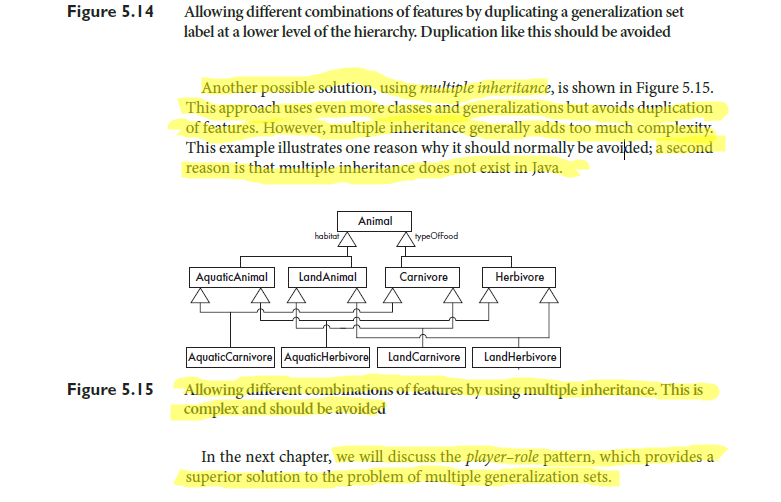 Figure 5.14 Allowing different combinations of features by duplicating a generalization set
label at a lower level of the hierarchy. Duplication like this should be avoided
Another possible solution, using multiple inheritance, is shown in Figure 5.15.
This approach uses even more classes and generalizations but avoids duplication
of features. However, multiple inheritance generally adds too much complexity.
This example illustrates one reason why it should normally be avoided; a second
reason is that multiple inheritance does not exist in Java.
Animal
habitat typeOfFood
AquaticAnimal LandAnimal Carnivore Herbivore
AquaticCarnivore AquaticHerbivore LandCarnivore LandHerbivore
Figure 5.15 Allowing different combinations of features by using multiple inheritance. This is
complex and should be avoided
In the next chapter, we will discuss the player–role pattern, which provides a
superior solution to the problem of multiple generalization sets.